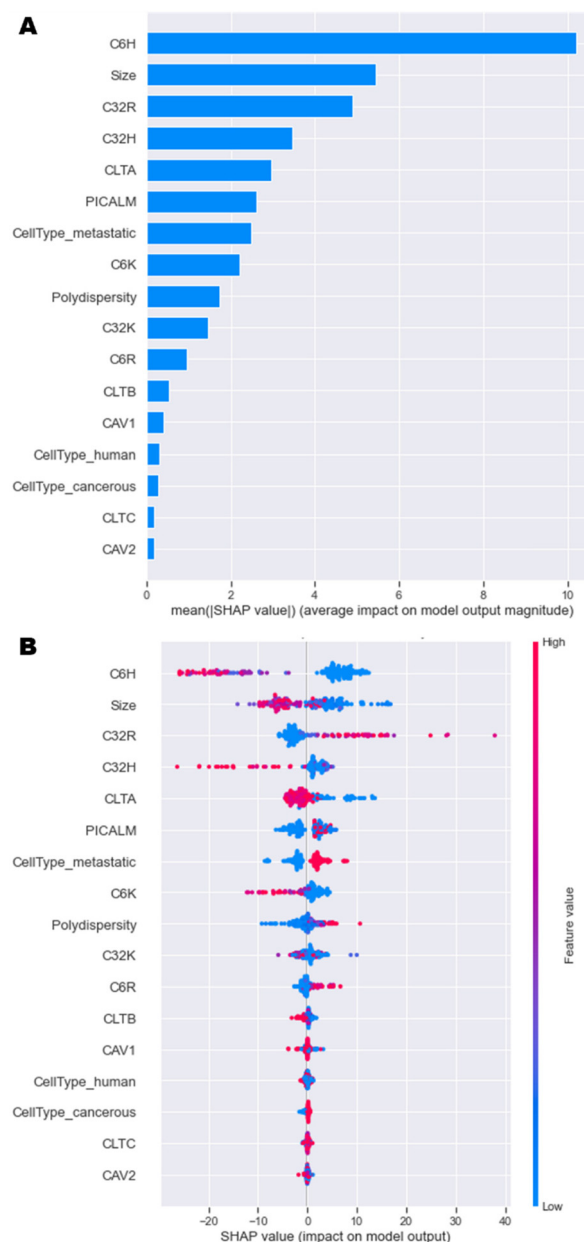 A
C6H
Size
C32R
C32H
CLTA
PICALM
CellType_metastatic
C6K
Polydispersity
C32K
C6R
CLTB
CAV1
CellType_human
CellType_cancerous
CLTC
CAV2
0 2 4 6 8 10
mean(|SHAP value|) (average impact on model output magnitude)
B
High
C6H
Size
C32R
C32H
CLTA
PICALM
CellType_metastatic
C6K
Polydispersity
C32K
C6R
CLTB
CAV1
CellType_human
CellType_cancerous
CLTC
CAV2
Feature value
Low
−20 −10 0 10 20 30 40
SHAP value (impact on model output)